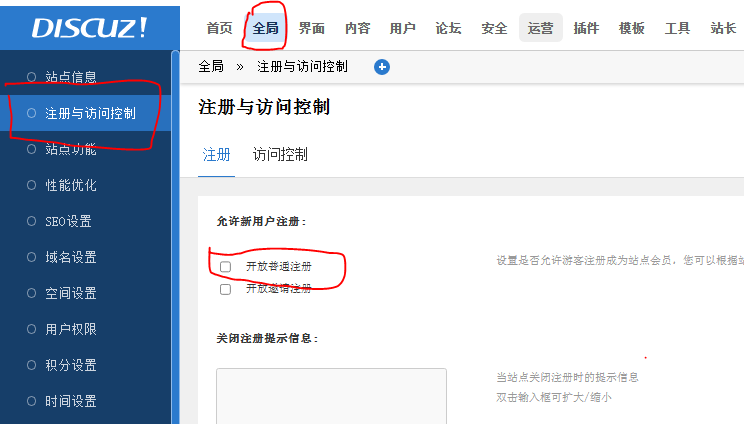 DISCUZ!
首页 全局 界面 内容 用户 论坛 安全 运营 插件 模板 工具 站长
全局 » 注册与访问控制
站点信息
注册与访问控制
站点功能
性能优化
SEO设置
域名设置
空间设置
用户权限
积分设置
时间设置
注册与访问控制
注册 访问控制
允许新用户注册:
开放普通注册
开放邀请注册
设置是否允许游客注册成为站点会员，您可以根据站
关闭注册提示信息:
当站点关闭注册时的提示信息
双击输入框可扩大/缩小